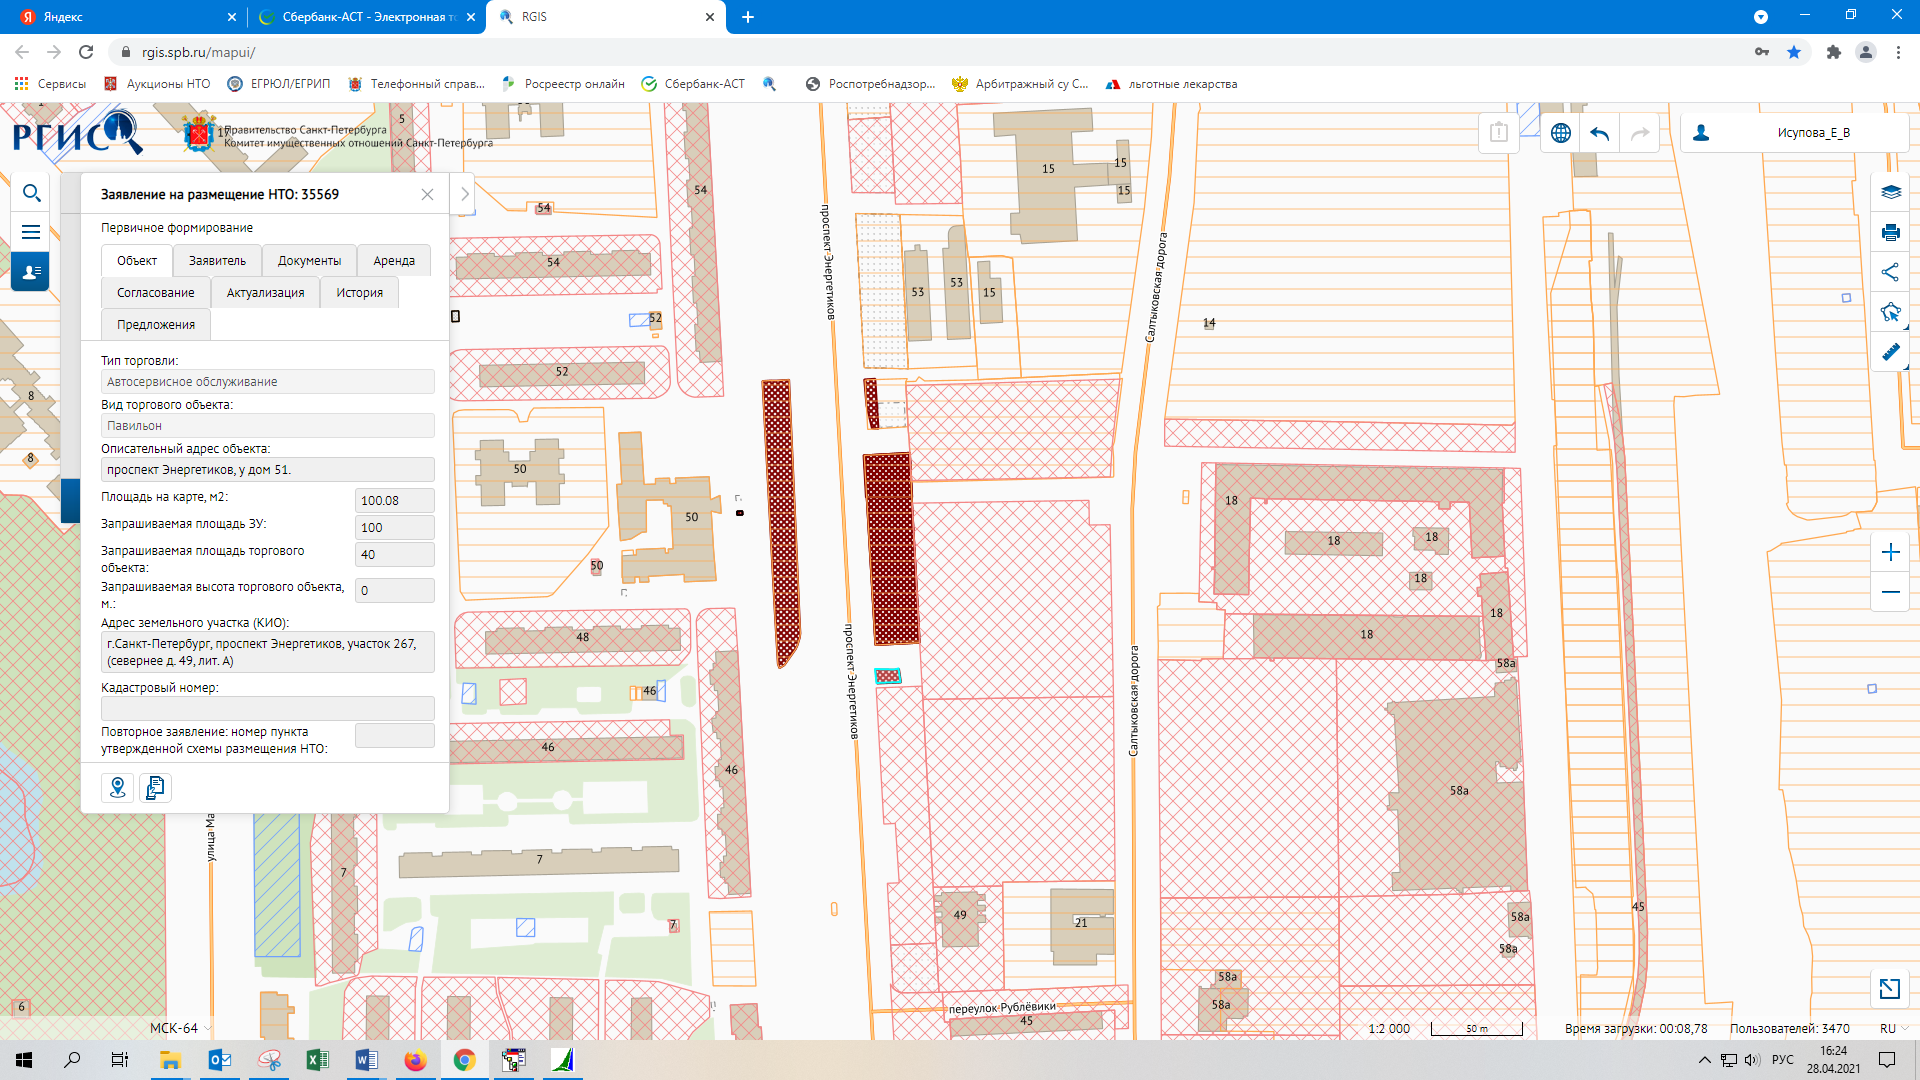 Яндекс
Сбербанк-АСТ - Электронная т
RGIS
rgis.spb.ru/mapui/
Сервисы
Аукционы НТО
ЕГРЮЛ/ЕГРИП
Телефонный справ...
Росреестр онлайн
Сбербанк-АСТ
Роспотребнадзор...
Арбитражный су С...
льготные лекарства
РГИС
Правительство Санкт-Петербурга
Комитет имущественных отношений Санкт-Петербурга
17
Исупова_Е_В
Заявление на размещение НТО: 35569
Первичное формирование
Объект
Заявитель
Документы
Аренда
Согласование
Актуализация
История
Предложения
Тип торговли:
Автосервисное обслуживание
Вид торгового объекта:
Павильон
Описательный адрес объекта:
проспект Энергетиков, у дом 51.
Площадь на карте, м2:
100.08
Запрашиваемая площадь ЗУ:
100
Запрашиваемая площадь торгового
объекта:
40
Запрашиваемая высота торгового объекта,
м.:
0
Адрес земельного участка (КИО):
г.Санкт-Петербург, проспект Энергетиков, участок 267,
(севернее д. 49, лит. А)
Кадастровый номер:
Повторное заявление: номер пункта
утвержденной схемы размещения НТО:
5
54
54
54
52
52
50
50
50
48
46
46
46
7
7
7
8
8
6
проспект Энергетиков
проспект Энергетиков
Салтыковская дорога
Салтыковская дорога
улица Ма
переулок Рублёвики
15
15
15
53
53
15
14
18
18
18
18
18
18
58а
58а
58а
58а
58а
58а
49
21
45
45
МСК-64
1:2 000
50 m
Время загрузки: 00:08,78
Пользователей: 3470
RU
РУС
16:24
28.04.2021